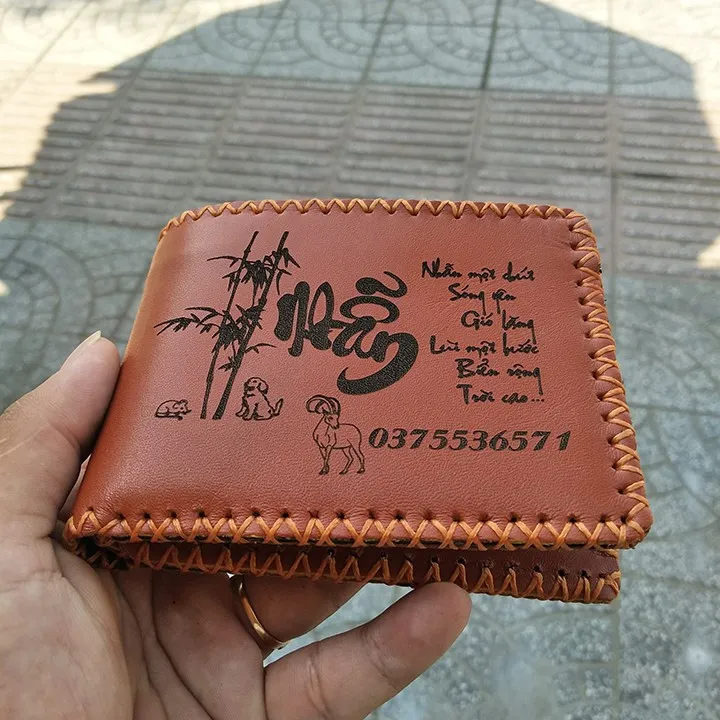 Nhẫn
Nhẫn một chút
Sóng yên
Gió lặng
Lùi một bước
Biển rộng
Trời cao...
0375536571